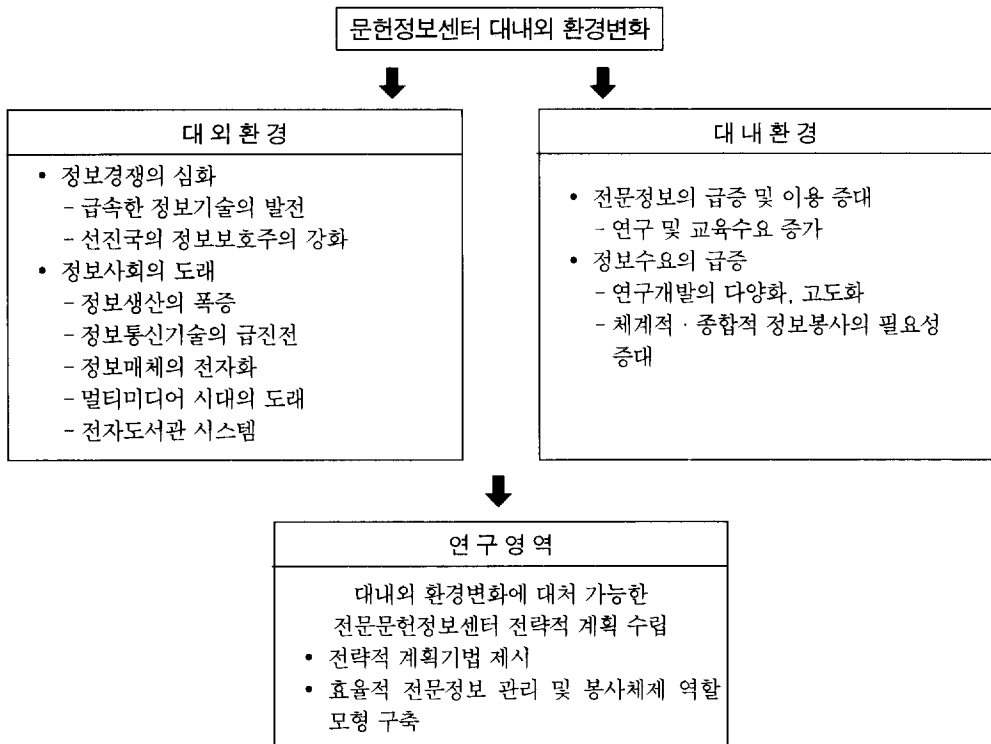 문헌정보센터 대내외 환경변화
대 외 환 경
• 정보경쟁의 심화
- 급속한 정보기술의 발전
- 선진국의 정보보호주의 강화
• 정보사회의 도래
- 정보생산의 폭증
- 정보통신기술의 급진전
- 정보매체의 전자화
- 멀티미디어 시대의 도래
- 전자도서관 시스템
대 내 환 경
• 전문정보의 급증 및 이용 증대
- 연구 및 교육수요 증가
• 정보수요의 급증
- 연구개발의 다양화, 고도화
- 체계적 · 종합적 정보봉사의 필요성
증대
연 구 영 역
대내외 환경변화에 대처 가능한
전문문헌정보센터 전략적 계획 수립
• 전략적 계획기법 제시
• 효율적 전문정보 관리 및 봉사체제 역할
모형 구축